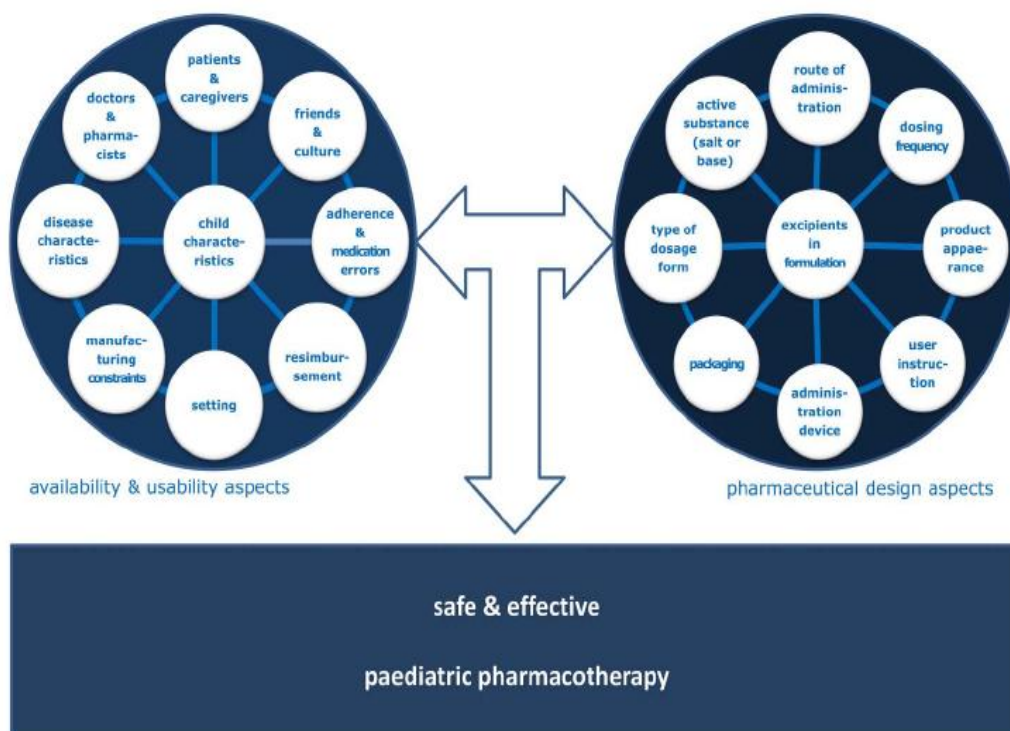 patients
&
caregivers
doctors
&
pharma-
cists
friends
&
culture
disease
characte-
ristics
child
characte-
ristics
adherence &
medication
errors
manufac-
turing
constraints
resimbur-
sement
setting
availability & usability aspects
route of
adminis-
tration
active
substance
(salt or
base)
dosing
frequency
type of
dosage
form
excipients
in
formulation
product
appae-
rance
packaging
user
instruc-
tion
adminis-
tration
device
pharmaceutical design aspects
safe & effective
paediatric pharmacotherapy